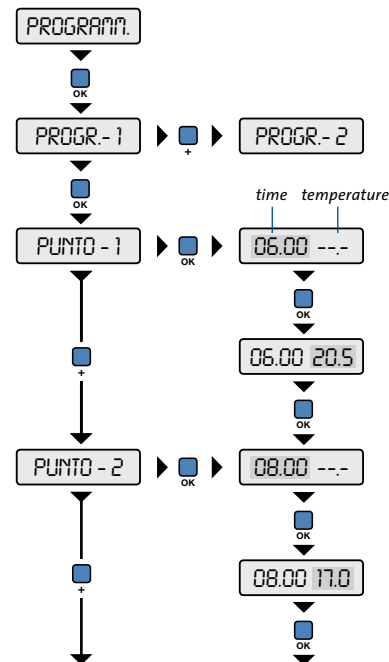 PROGRAMM.
OK
PROGR.- 1
+
PROGR.- 2
OK
time temperature
PUNTO - 1
OK
06.00 --.-
OK
+
06.00 20.5
OK
PUNTO - 2
OK
08.00 --.-
OK
+
08.00 17.0
OK